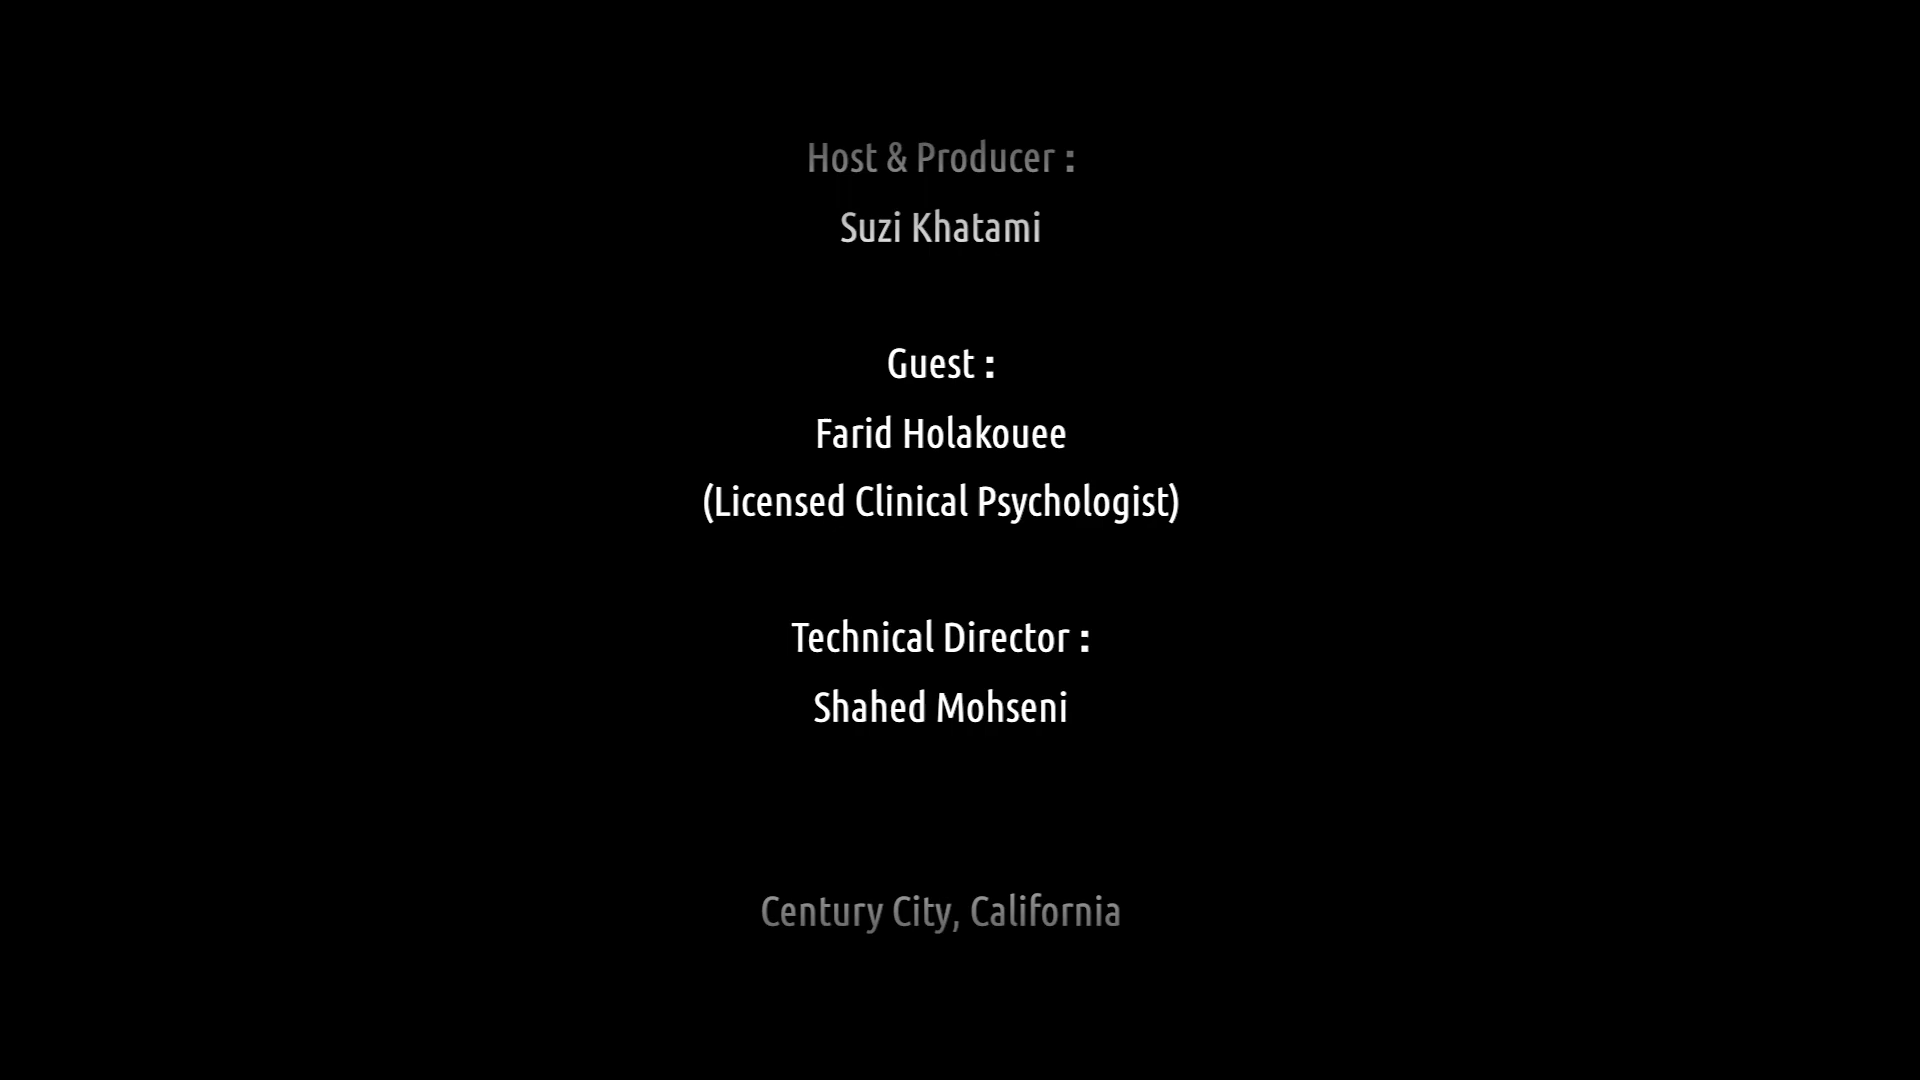 Host & Producer :
Suzi Khatami
Guest :
Farid Holakouee
(Licensed Clinical Psychologist)
Technical Director :
Shahed Mohseni
Century City, California